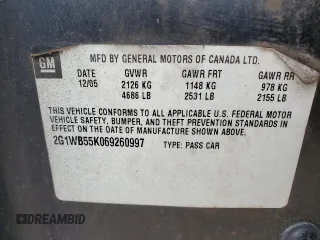 GM
MFD BY GENERAL MOTORS OF CANADA LTD.
DATE GVWR GAWR FRT GAWR RR
12/05 2126 KG 1148 KG 978 KG
4686 LB 2531 LB 2155 LB
THIS VEHICLE CONFORMS TO ALL APPLICABLE U.S. FEDERAL MOTOR
VEHICLE SAFETY, BUMPER, AND THEFT PREVENTION STANDARDS IN
EFFECT ON THE DATE OF MANUFACTURE SHOWN ABOVE.
2G1WB55K069260997 TYPE: PASS CAR
DREAMBID